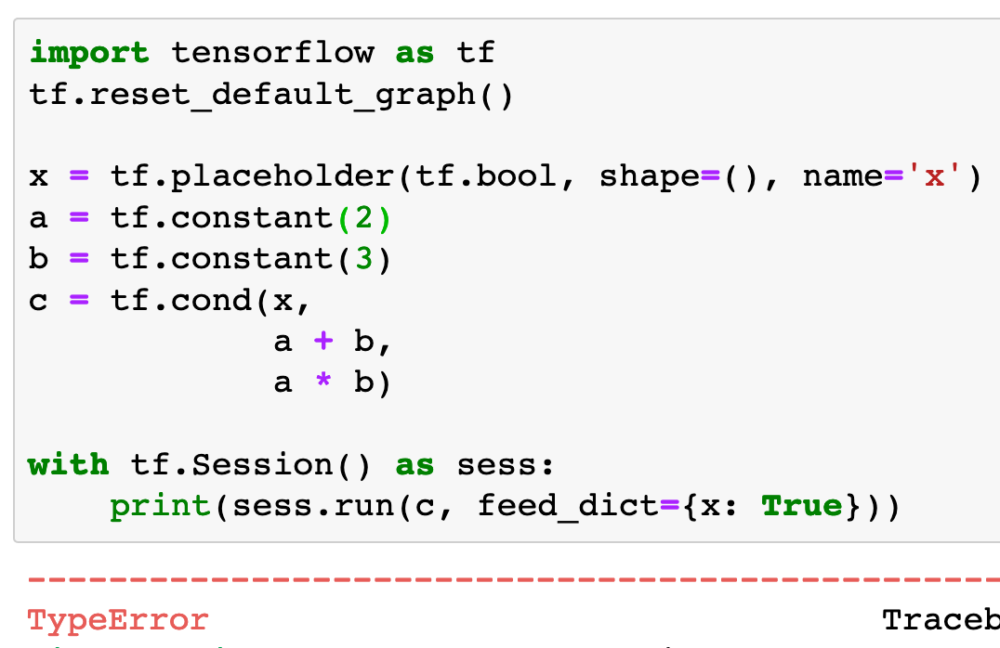 import tensorflow as tf
tf.reset_default_graph()
x = tf.placeholder(tf.bool, shape=(), name='x')
a = tf.constant(2)
b = tf.constant(3)
c = tf.cond(x,
            a + b,
            a * b)
with tf.Session() as sess:
    print(sess.run(c, feed_dict={x: True}))
------------------------------------------------
TypeError Traceb